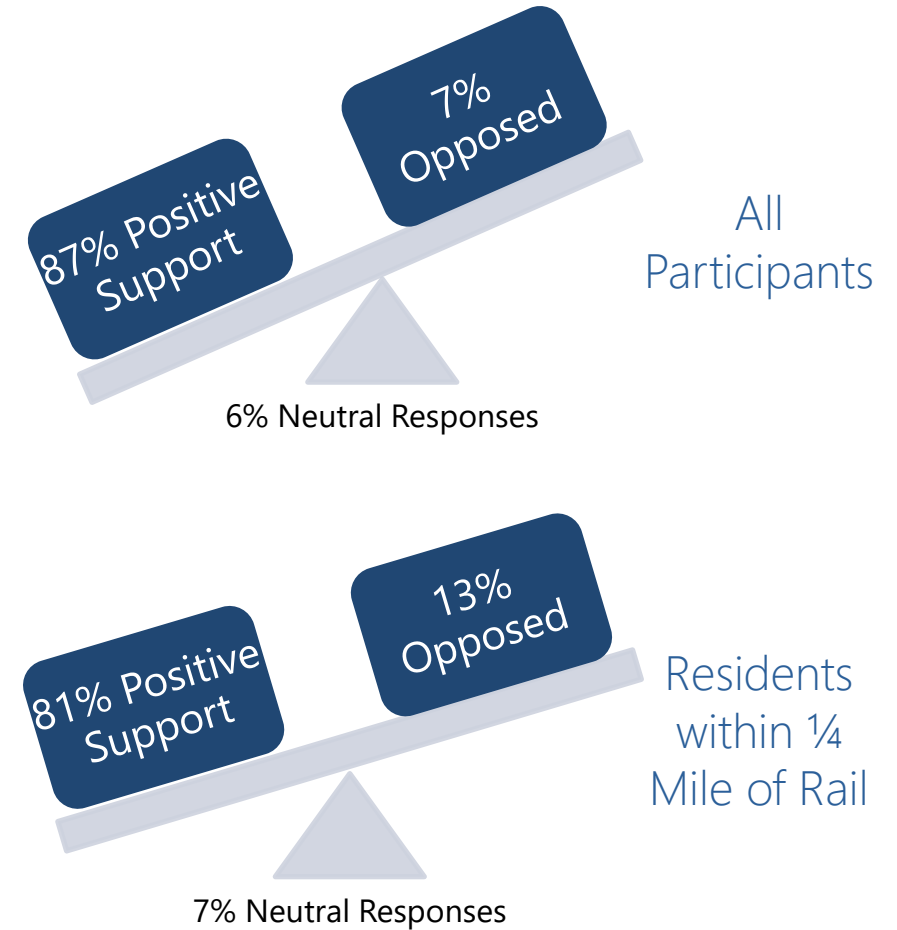 7%
Opposed
87% Positive
Support
All
Participants
6% Neutral Responses
13%
Opposed
81% Positive
Support
Residents
within ¼
Mile of Rail
7% Neutral Responses